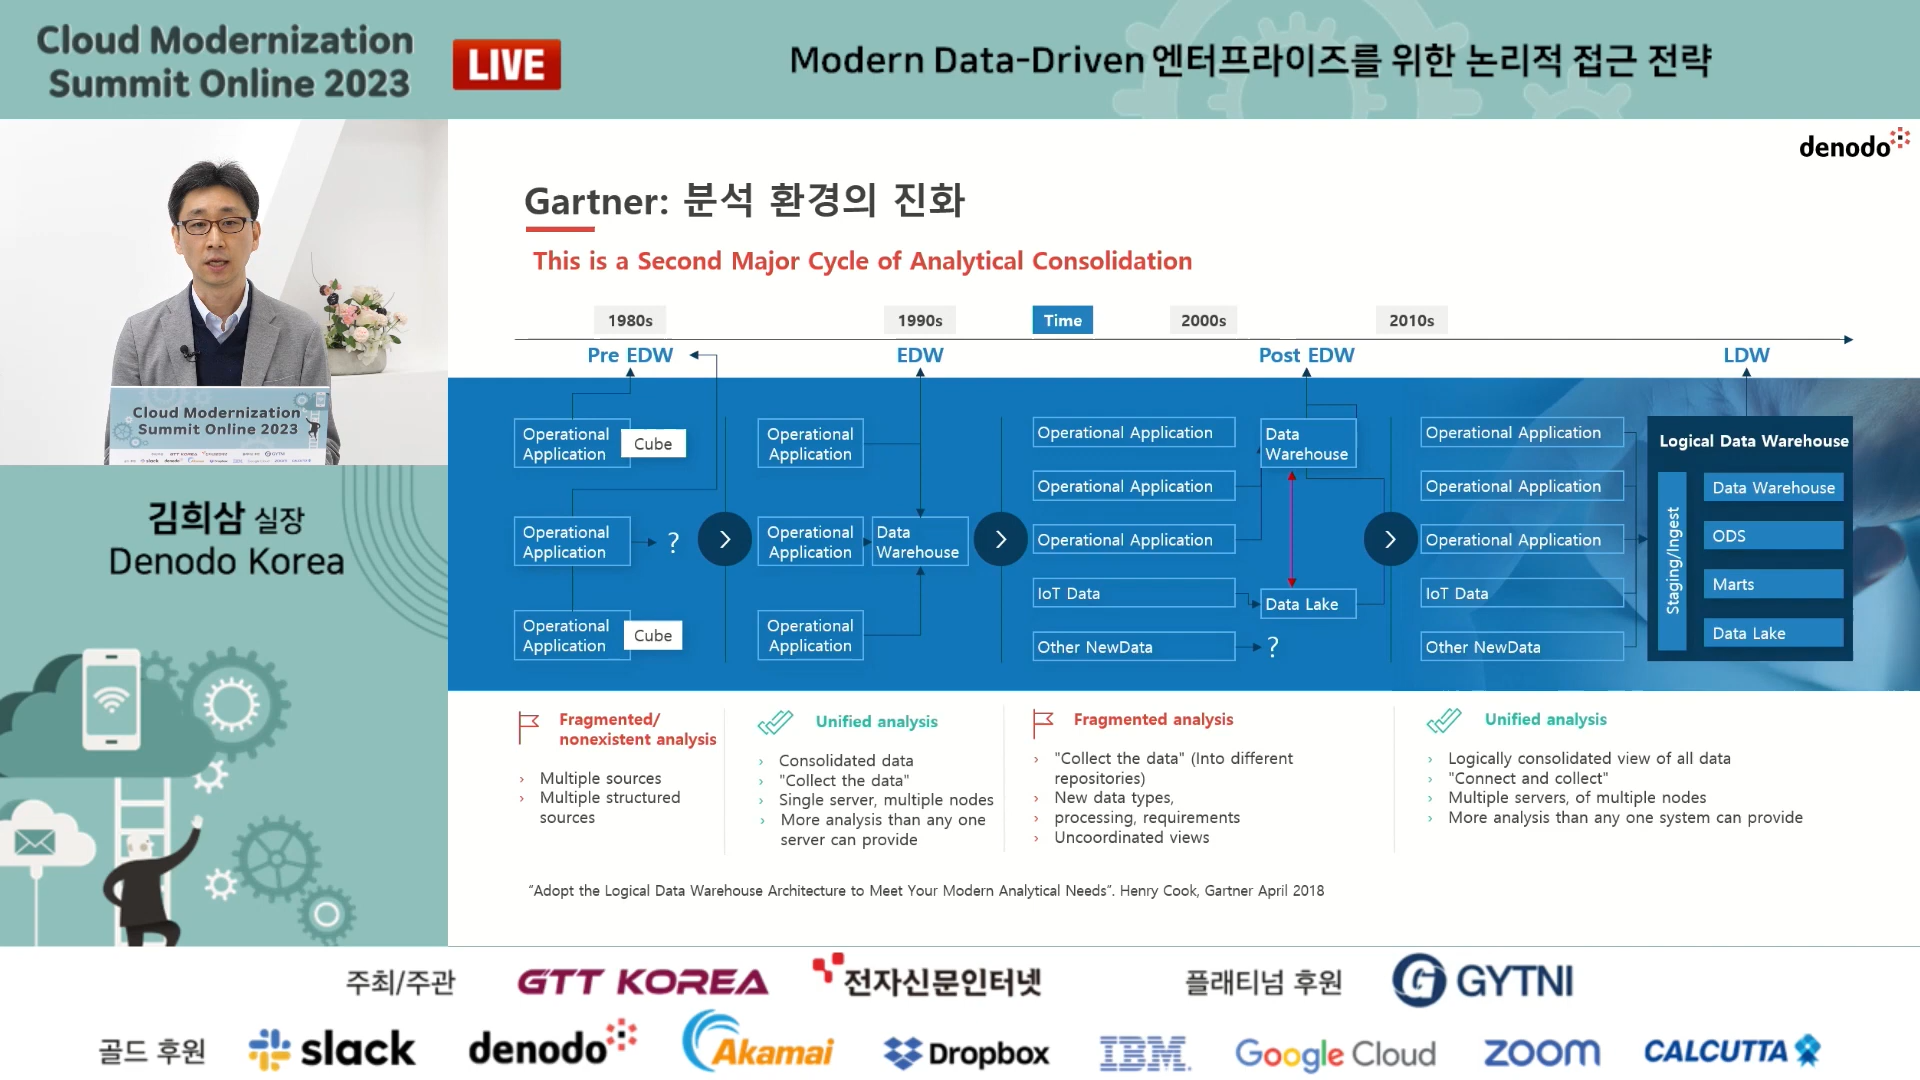 Cloud Modernization
Summit Online 2023
LIVE
Modern Data-Driven 엔터프라이즈를 위한 논리적 접근 전략
denodo
Gartner: 분석 환경의 진화
This is a Second Major Cycle of Analytical Consolidation
1980s
1990s
Time
2000s
2010s
Pre EDW
EDW
Post EDW
LDW
Operational
Application
Cube
Operational
Application
?
Operational
Application
Cube
Operational
Application
Operational
Application
Data
Warehouse
Operational
Application
Operational Application
Operational Application
Operational Application
IoT Data
Other NewData
Data
Warehouse
Data Lake
?
Operational Application
Operational Application
Operational Application
IoT Data
Other NewData
Logical Data Warehouse
Staging/Ingest
Data Warehouse
ODS
Marts
Data Lake
Fragmented/
nonexistent analysis
Multiple sources
Multiple structured
sources
Unified analysis
Consolidated data
"Collect the data"
Single server, multiple nodes
More analysis than any one
server can provide
Fragmented analysis
"Collect the data" (Into different
repositories)
New data types,
processing, requirements
Uncoordinated views
Unified analysis
Logically consolidated view of all data
"Connect and collect"
Multiple servers, of multiple nodes
More analysis than any one system can provide
"Adopt the Logical Data Warehouse Architecture to Meet Your Modern Analytical Needs". Henry Cook, Gartner April 2018
Cloud Modernization
Summit Online 2023
김희삼 실장
Denodo Korea
주최/주관
GTT KOREA
전자신문인터넷
플래티넘 후원
GYTNI
골드 후원
slack
denodo
Akamai
Dropbox
IBM
Google Cloud
zoom
CALCUTTA